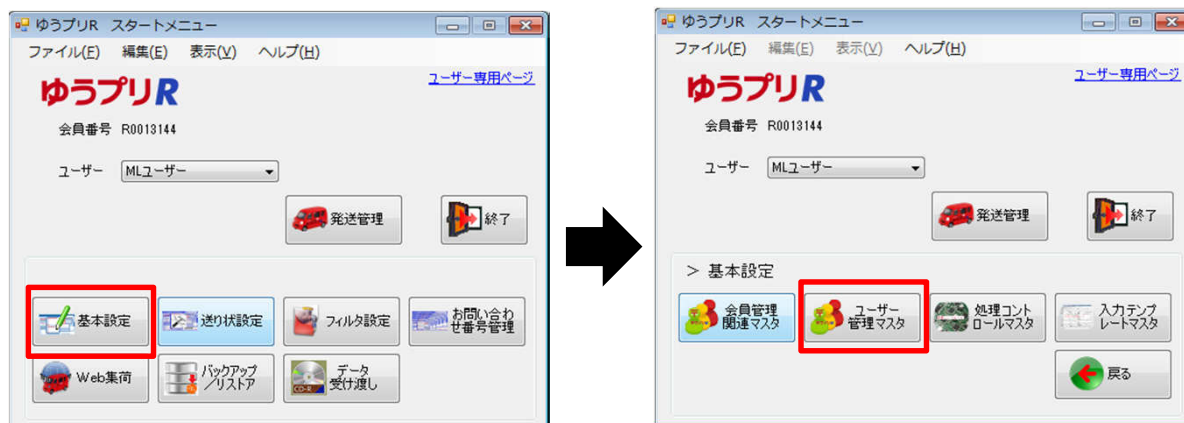 ゆうプリR スタートメニュー
ファイル(F) 編集(E) 表示(V) ヘルプ(H)
ゆうプリR
ユーザー専用ページ
会員番号 R0013144
ユーザー MLユーザー
発送管理
終了
基本設定
送り状設定
フィルタ設定
お問い合わ
せ番号管理
Web集荷
バックアップ
/リストア
データ
受け渡し
CD-R
ゆうプリR スタートメニュー
ファイル(F) 編集(E) 表示(V) ヘルプ(H)
ゆうプリR
ユーザー専用ページ
会員番号 R0013144
ユーザー MLユーザー
発送管理
終了
> 基本設定
会員管理
関連マスタ
ユーザー
管理マスタ
処理コント
ロールマスタ
入力テンプ
レートマスタ
戻る